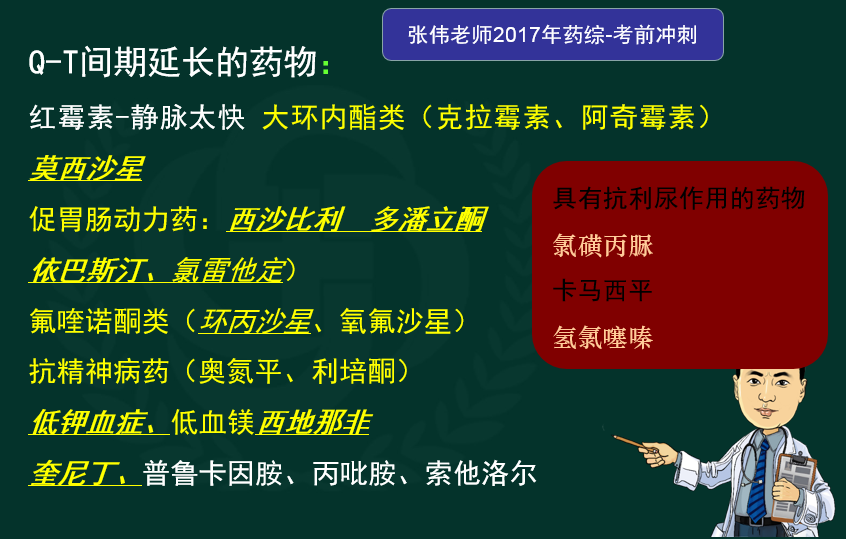 张伟老师2017年药综-考前冲刺
Q-T间期延长的药物：
红霉素-静脉太快 大环内酯类（克拉霉素、阿奇霉素）
莫西沙星
促胃肠动力药：西沙比利 多潘立酮
依巴斯汀、氯雷他定）
氟喹诺酮类（环丙沙星、氧氟沙星）
抗精神病药（奥氮平、利培酮）
低钾血症、低血镁西地那非
奎尼丁、普鲁卡因胺、丙吡胺、索他洛尔
具有抗利尿作用的药物
氯磺丙脲
卡马西平
氢氯噻嗪